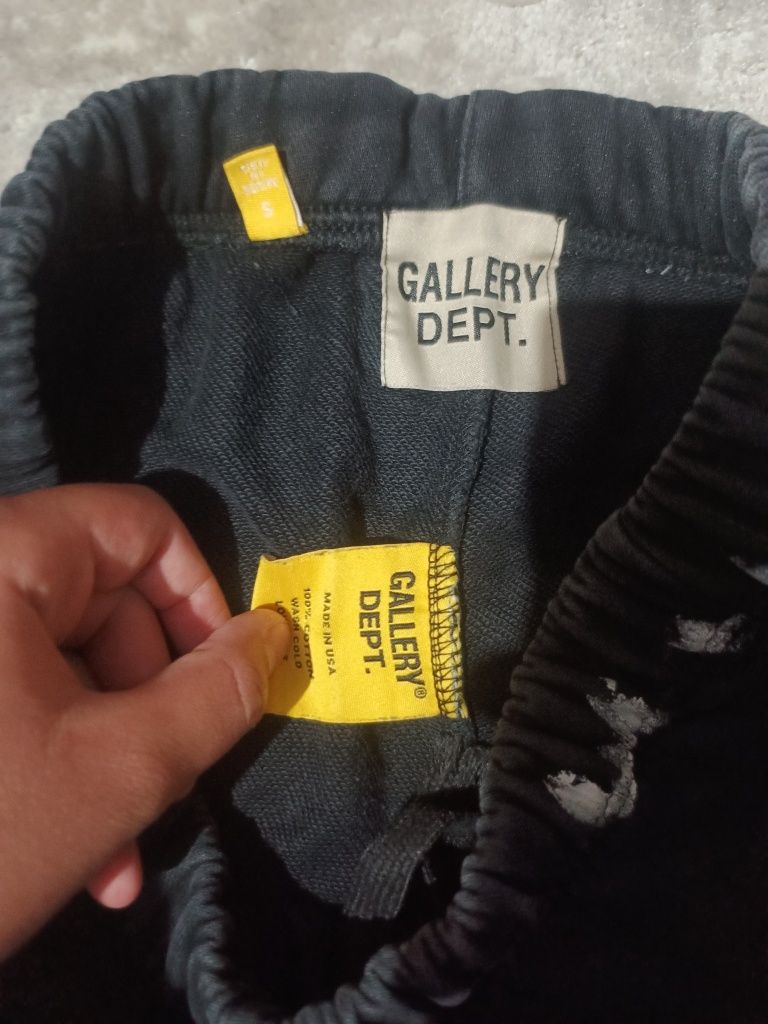 S
GALLERY
DEPT.
GALLERY®
DEPT.
MADE IN USA
100% COTTON
WASH COLD